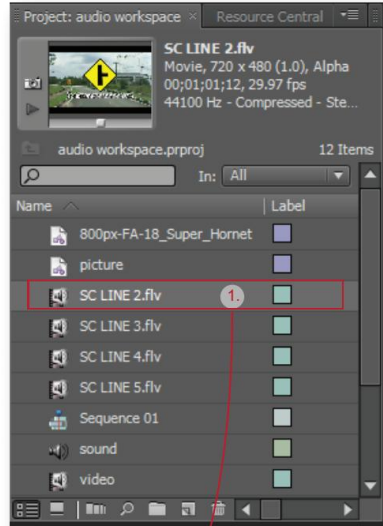 Project: audio workspace × Resource Central
SC LINE 2.flv
Movie, 720 x 480 (1.0), Alpha
00;01;01;12, 29.97 fps
44100 Hz - Compressed - Ste...
audio workspace.prproj 12 Items
In: All
Name Label
800px-FA-18_Super_Hornet
picture
SC LINE 2.flv 1.
SC LINE 3.flv
SC LINE 4.flv
SC LINE 5.flv
Sequence 01
sound
video